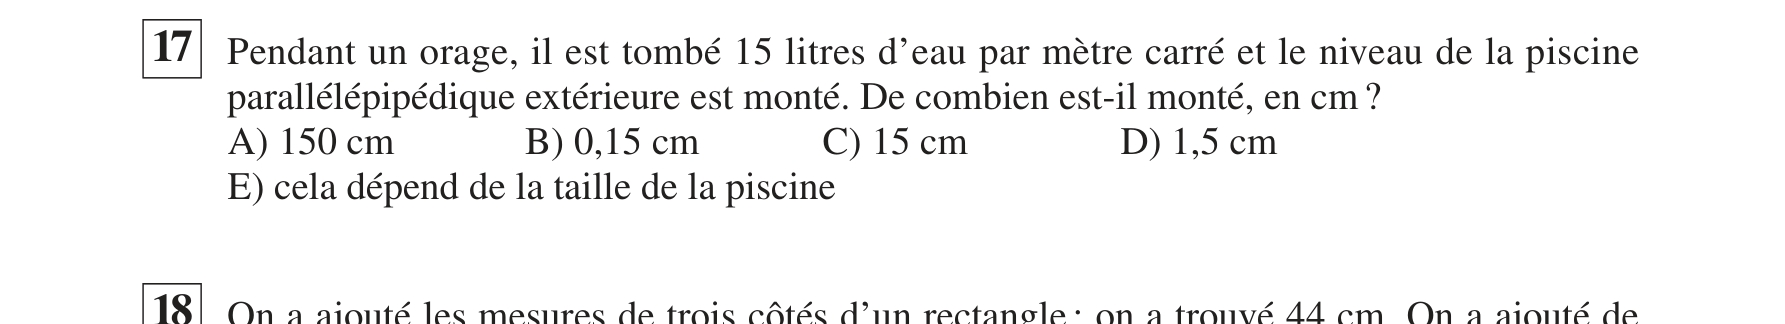 17 Pendant un orage, il est tombé 15 litres d’eau par mètre carré et le niveau de la piscine
parallélépipédique extérieure est monté. De combien est-il monté, en cm ?
A) 150 cm B) 0,15 cm C) 15 cm D) 1,5 cm
E) cela dépend de la taille de la piscine
18 On a ajouté les mesures de trois côtés d’un rectangle : on a trouvé 44 cm. On a ajouté de